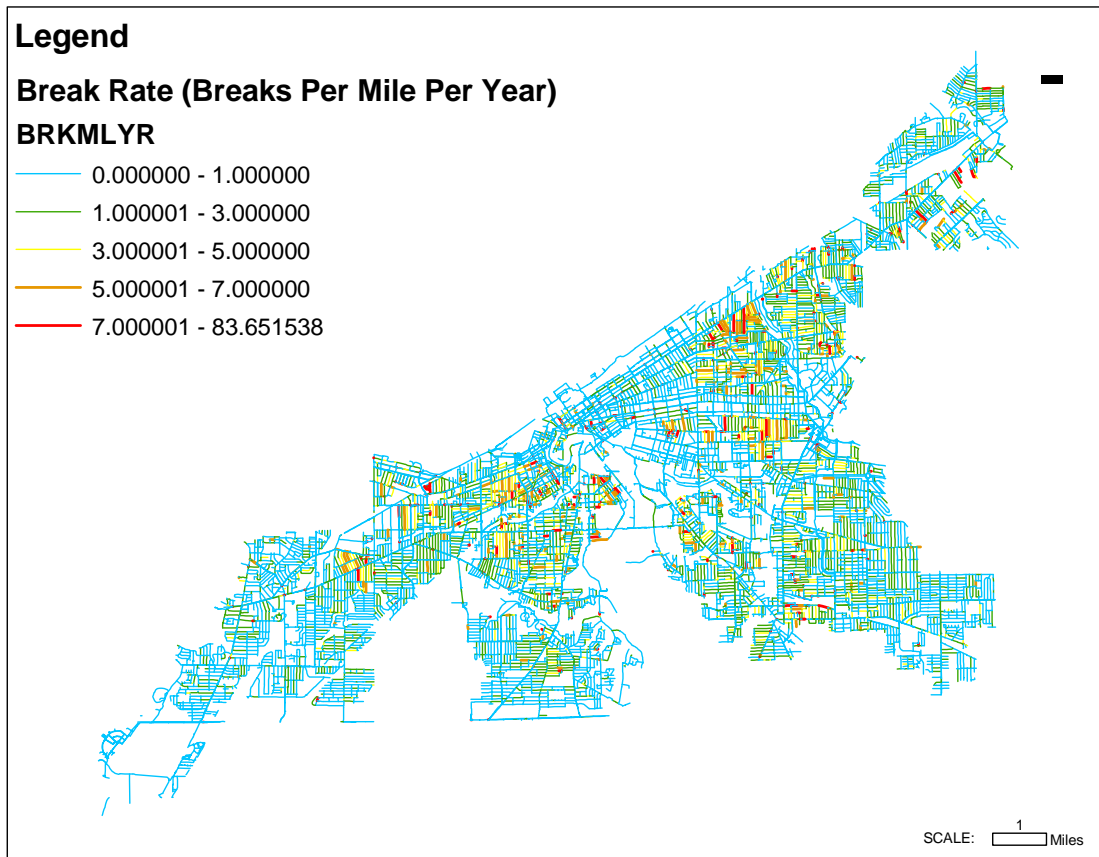 Legend
Break Rate (Breaks Per Mile Per Year)
BRKMLYR
0.000000 - 1.000000
1.000001 - 3.000000
3.000001 - 5.000000
5.000001 - 7.000000
7.000001 - 83.651538
1
SCALE: Miles